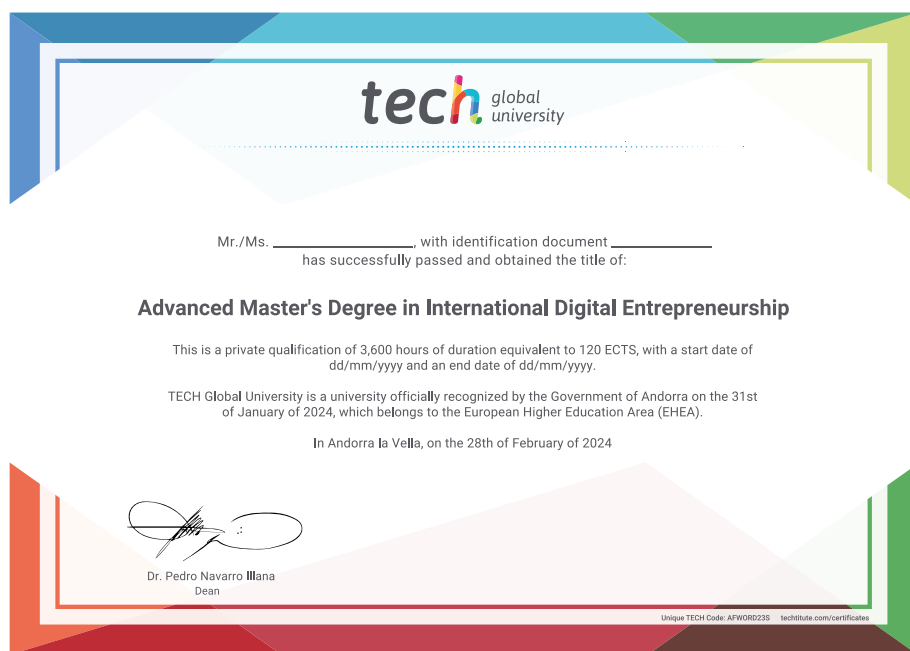 tech global university
Mr./Ms. ____________________, with identification document ______________
has successfully passed and obtained the title of:
Advanced Master's Degree in International Digital Entrepreneurship
This is a private qualification of 3,600 hours of duration equivalent to 120 ECTS, with a start date of
dd/mm/yyyy and an end date of dd/mm/yyyy.
TECH Global University is a university officially recognized by the Government of Andorra on the 31st
of January of 2024, which belongs to the European Higher Education Area (EHEA).
In Andorra la Vella, on the 28th of February of 2024
Dr. Pedro Navarro Illana
Dean
Unique TECH Code: AFWORD23S techtitute.com/certificates